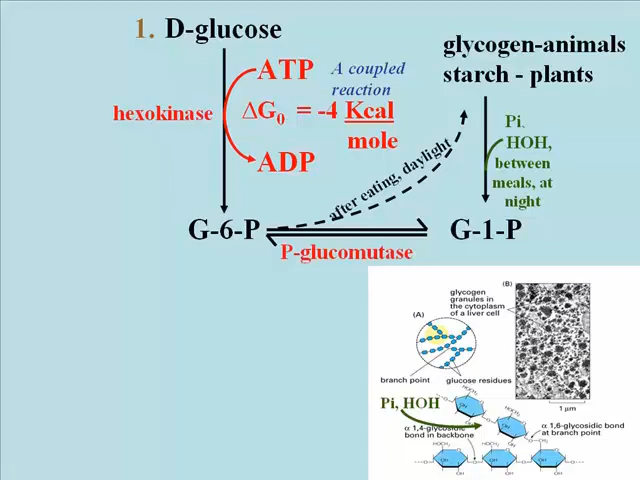 1. D-glucose
ATP
A coupled
reaction
glycogen-animals
starch - plants
hexokinase
ΔG₀ = -4 Kcal
mole
ADP
Pi,
HOH,
between
meals, at
night
after eating, daylight
G-6-P
G-1-P
P-glucomutase
glycogen
granules in
the cytoplasm
of a liver cell
(B)
(A)
branch point
glucose residues
1 µm
Pi, HOH
α 1,4-glycosidic
bond in backbone
α 1,6-glycosidic bond
at branch point